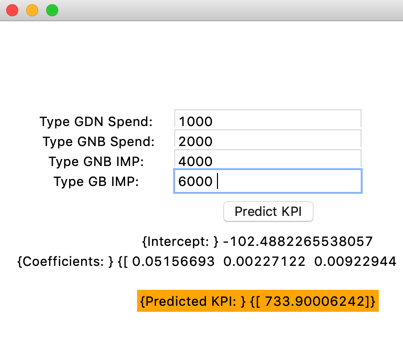 Type GDN Spend: 1000
Type GNB Spend: 2000
Type GNB IMP: 4000
Type GB IMP: 6000
Predict KPI
{Intercept: } -102.4882265538057
{Coefficients: } {[ 0.05156693 0.00227122 0.00922944
{Predicted KPI: } {[ 733.90006242]}